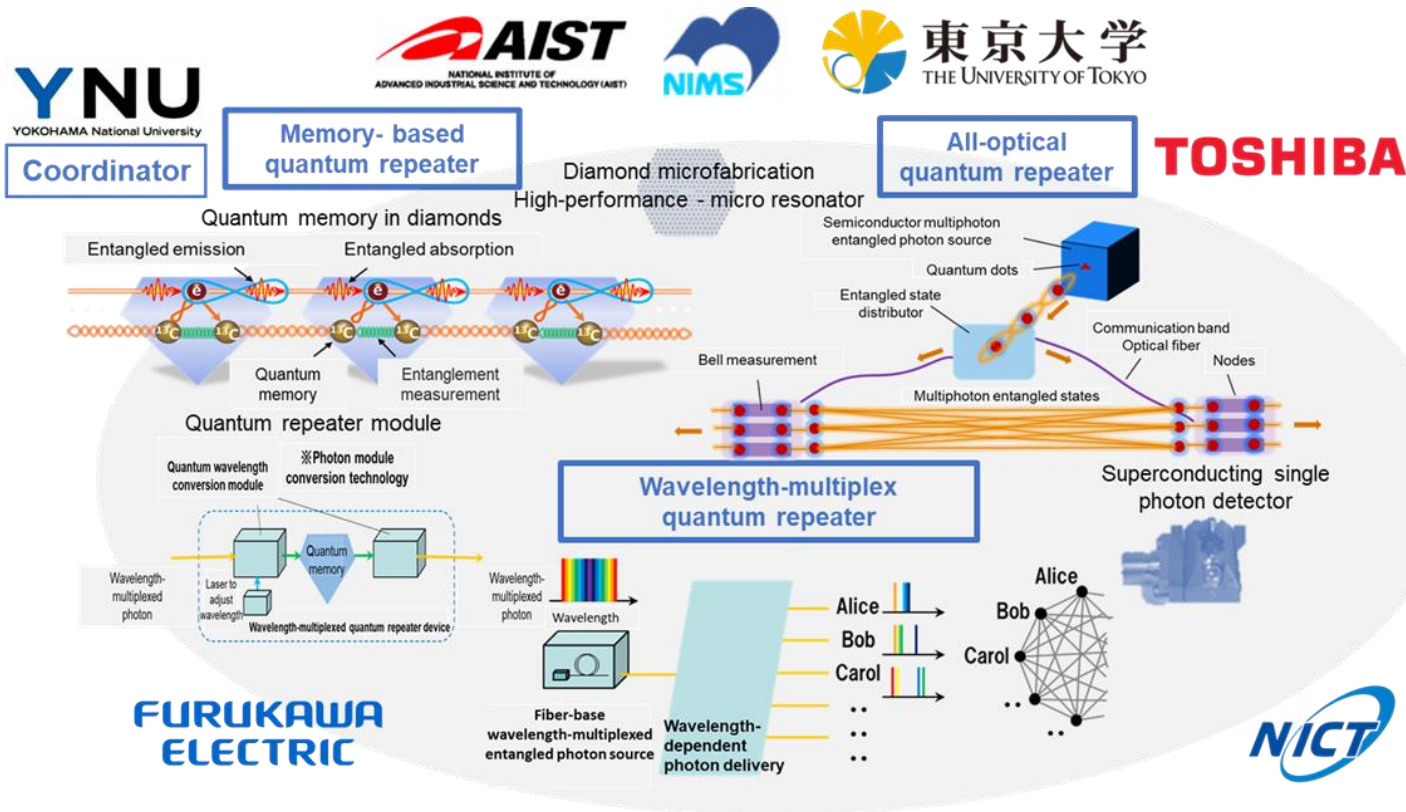 AIST
NATIONAL INSTITUTE OF
ADVANCED INDUSTRIAL SCIENCE AND TECHNOLOGY (AIST)
NIMS
東京大学
THE UNIVERSITY OF TOKYO
YNU
YOKOHAMA National University
Coordinator
Memory- based
quantum repeater
All-optical
quantum repeater
TOSHIBA
Diamond microfabrication
High-performance - micro resonator
Quantum memory in diamonds
Entangled emission
Entangled absorption
e
e
e
13C
13C
13C
13C
13C
13C
Quantum
memory
Entanglement
measurement
Semiconductor multiphoton
entangled photon source
Quantum dots
Entangled state
distributor
Communication band
Optical fiber
Bell measurement
Nodes
Multiphoton entangled states
Quantum repeater module
Quantum wavelength
conversion module
※Photon module
conversion technology
Quantum
memory
Wavelength-
multiplexed
photon
Laser to
adjust
wavelength
Wavelength-multiplexed quantum repeater device
Wavelength-
multiplexed
photon
Wavelength-multiplex
quantum repeater
Superconducting single
photon detector
Wavelength
Fiber-base
wavelength-multiplexed
entangled photon source
Wavelength-
dependent
photon delivery
Alice
Bob
Carol
Alice
Bob
Carol
FURUKAWA
ELECTRIC
NICT